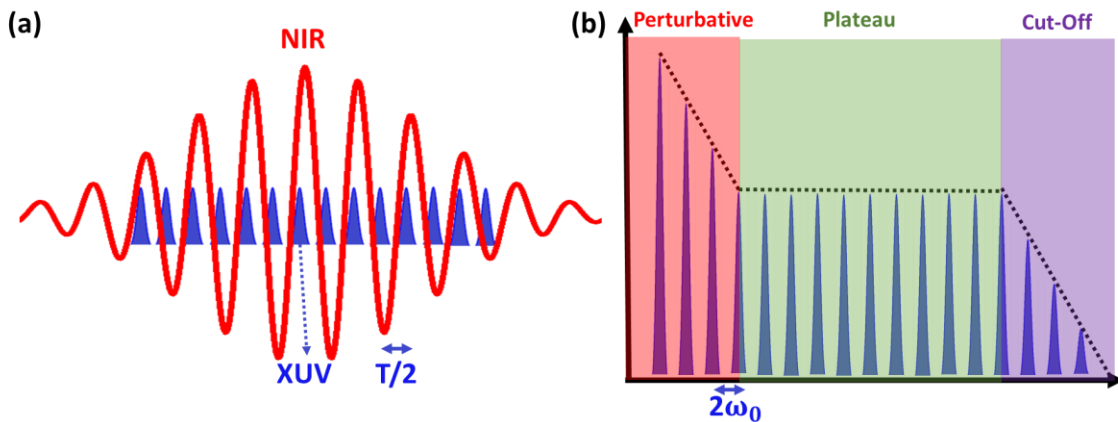 (a)
NIR
XUV
T/2
(b)
Perturbative
Plateau
Cut-Off
2ω₀